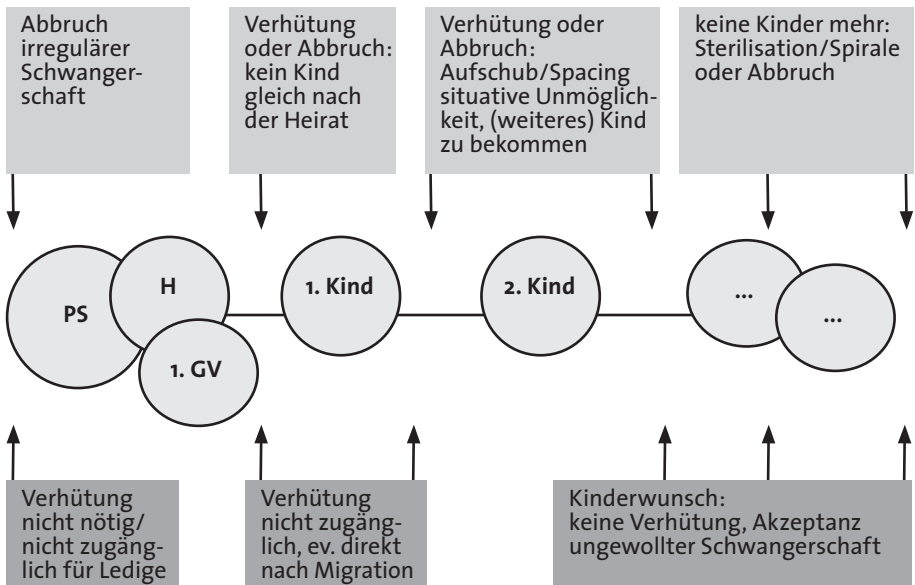 Abbruch
irregulärer
Schwanger-
schaft
Verhütung
oder Abbruch:
kein Kind
gleich nach
der Heirat
Verhütung oder
Abbruch:
Aufschub/Spacing
situative Unmöglich-
keit, (weiteres) Kind
zu bekommen
keine Kinder mehr:
Sterilisation/Spirale
oder Abbruch
PS
H
1. GV
1. Kind
2. Kind
...
...
Verhütung
nicht nötig/
nicht zugäng-
lich für Ledige
Verhütung
nicht zugäng-
lich, ev. direkt
nach Migration
Kinderwunsch:
keine Verhütung, Akzeptanz
ungewollter Schwangerschaft